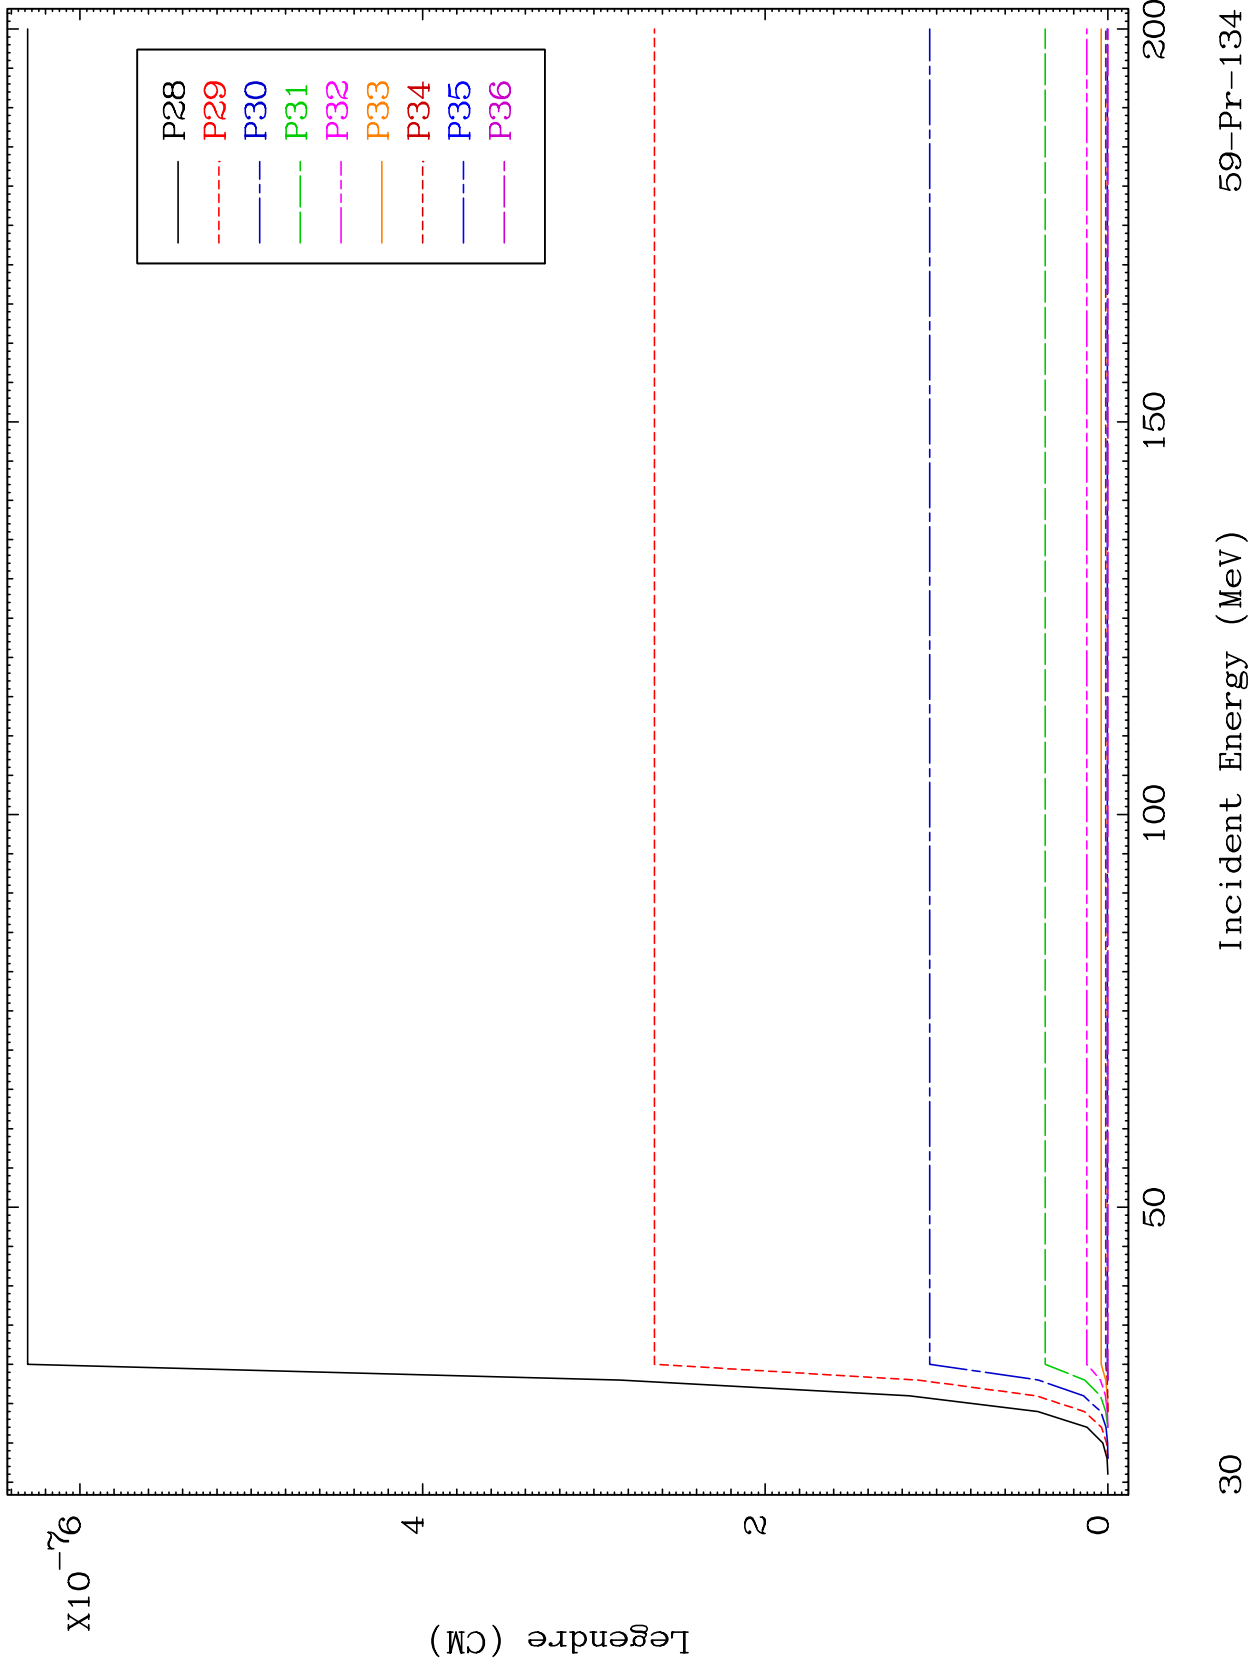 X10-7
6
4
2
0
Legendre (CM)
P28
P29
P30
P31
P32
P33
P34
P35
P36
50
100
150
200
Incident Energy (MeV)
30
59-Pr-134